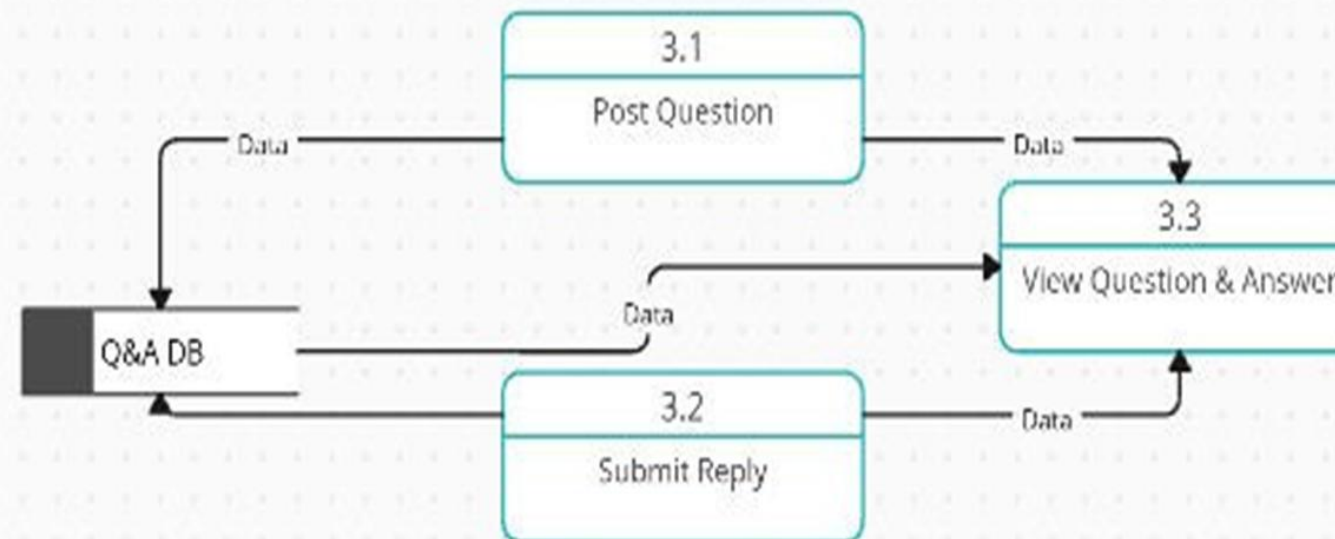 3.1
Post Question
Data
Data
3.3
View Question & Answer
Data
Q&A DB
3.2
Submit Reply
Data